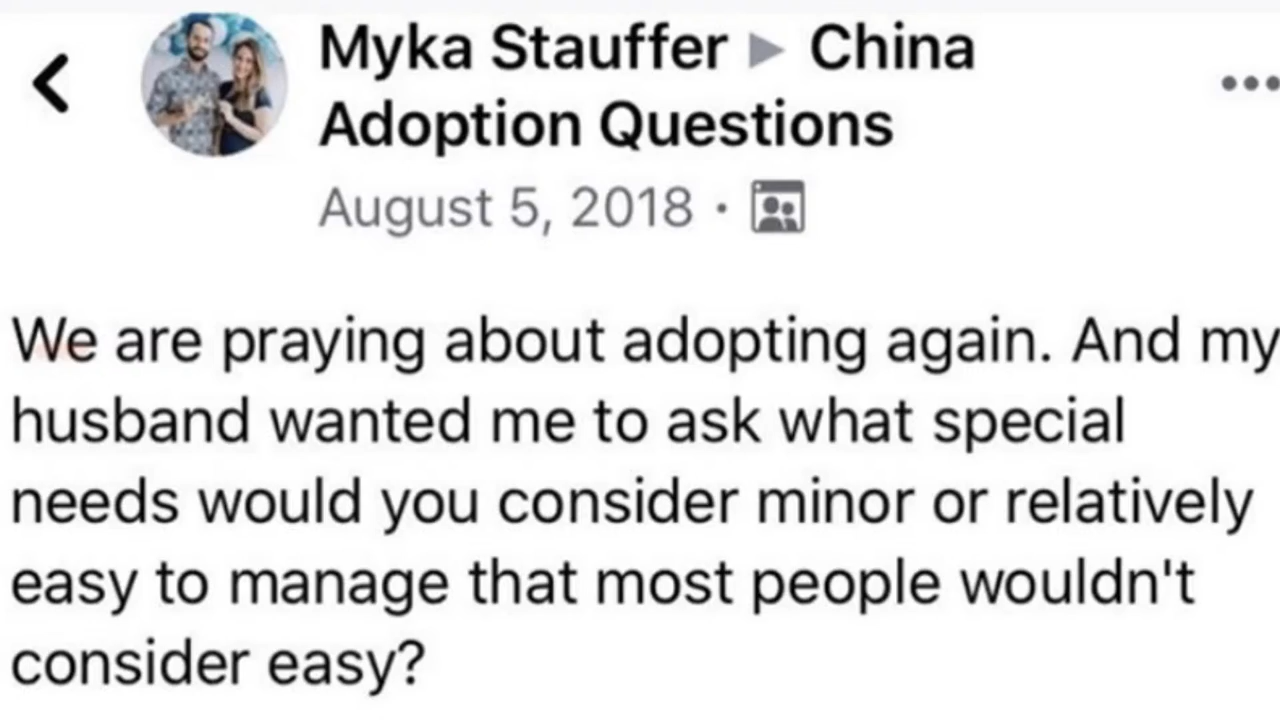 Myka Stauffer ▶ China
Adoption Questions
August 5, 2018 ·
We are praying about adopting again. And my
husband wanted me to ask what special
needs would you consider minor or relatively
easy to manage that most people wouldn't
consider easy?